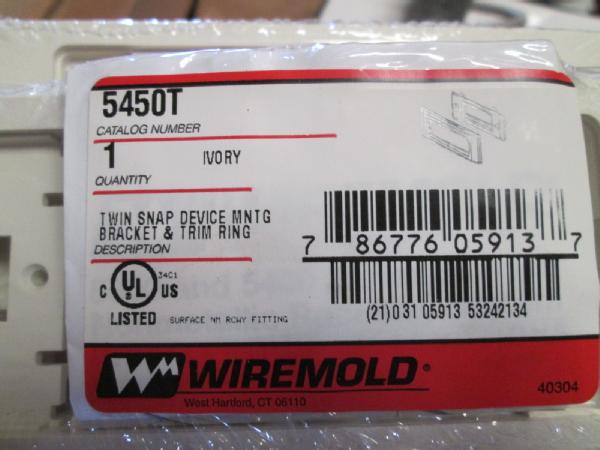 5450T
CATALOG NUMBER
1 IVORY
QUANTITY
TWIN SNAP DEVICE MNTG
BRACKET & TRIM RING
DESCRIPTION
7 86776 05913 7
34C1
C UL US
LISTED SURFACE NM RCWY FITTING
(21)031 05913 53242134
WIREMOLD®
West Hartford, CT 06110
40304